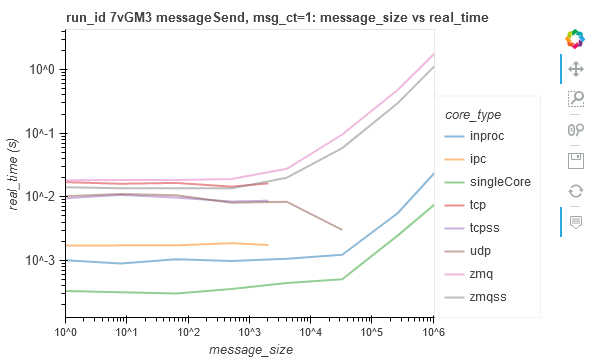 run_id 7vGM3 messageSend, msg_ct=1: message_size vs real_time
10^0
10^-1
10^-2
10^-3
real_time (s)
core_type
inproc
ipc
singleCore
tcp
tcpss
udp
zmq
zmqss
10^0 10^1 10^2 10^3 10^4 10^5 10^6
message_size